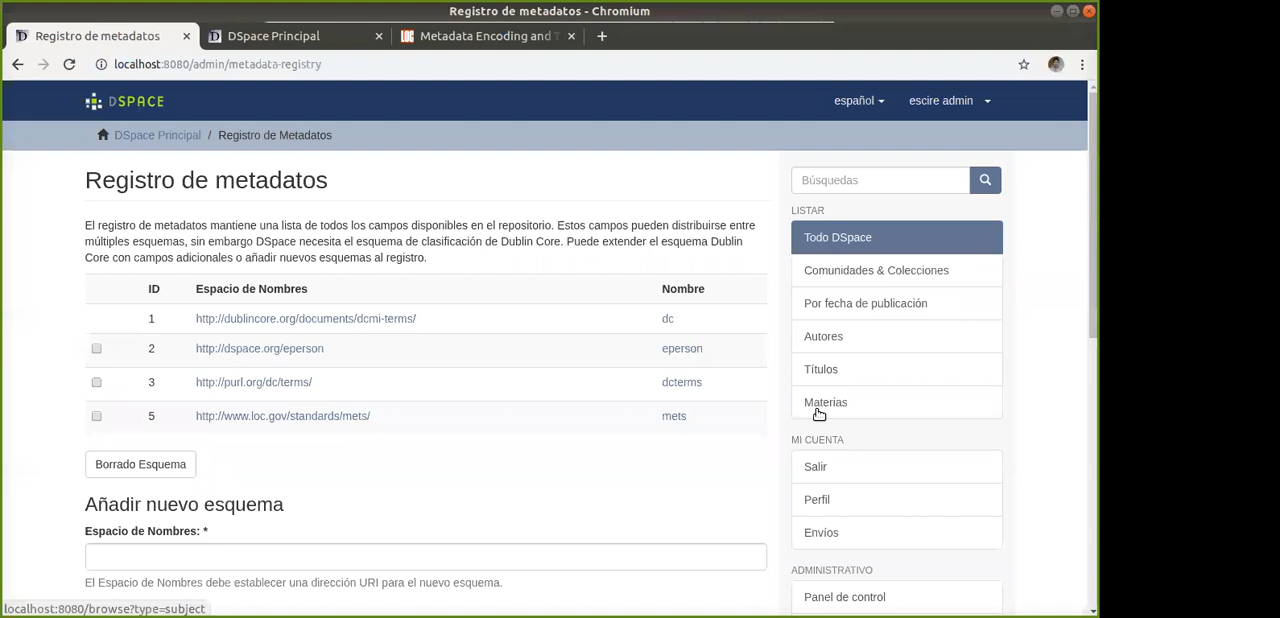 Registro de metadatos - Chromium
Registro de metadatos
DSpace Principal
Metadata Encoding and T
localhost:8080/admin/metadata-registry
DSPACE
español
escire admin
DSpace Principal / Registro de Metadatos
Registro de metadatos
El registro de metadatos mantiene una lista de todos los campos disponibles en el repositorio. Estos campos pueden distribuirse entre
múltiples esquemas, sin embargo DSpace necesita el esquema de clasificación de Dublin Core. Puede extender el esquema Dublin
Core con campos adicionales o añadir nuevos esquemas al registro.
ID Espacio de Nombres Nombre
1 http://dublincore.org/documents/dcmi-terms/ dc
2 http://dspace.org/eperson eperson
3 http://purl.org/dc/terms/ dcterms
5 http://www.loc.gov/standards/mets/ mets
Borrado Esquema
Añadir nuevo esquema
Espacio de Nombres: *
El Espacio de Nombres debe establecer una dirección URI para el nuevo esquema.
Búsquedas
LISTAR
Todo DSpace
Comunidades & Colecciones
Por fecha de publicación
Autores
Títulos
Materias
MI CUENTA
Salir
Perfil
Envíos
ADMINISTRATIVO
Panel de control
localhost:8080/browse?type=subject